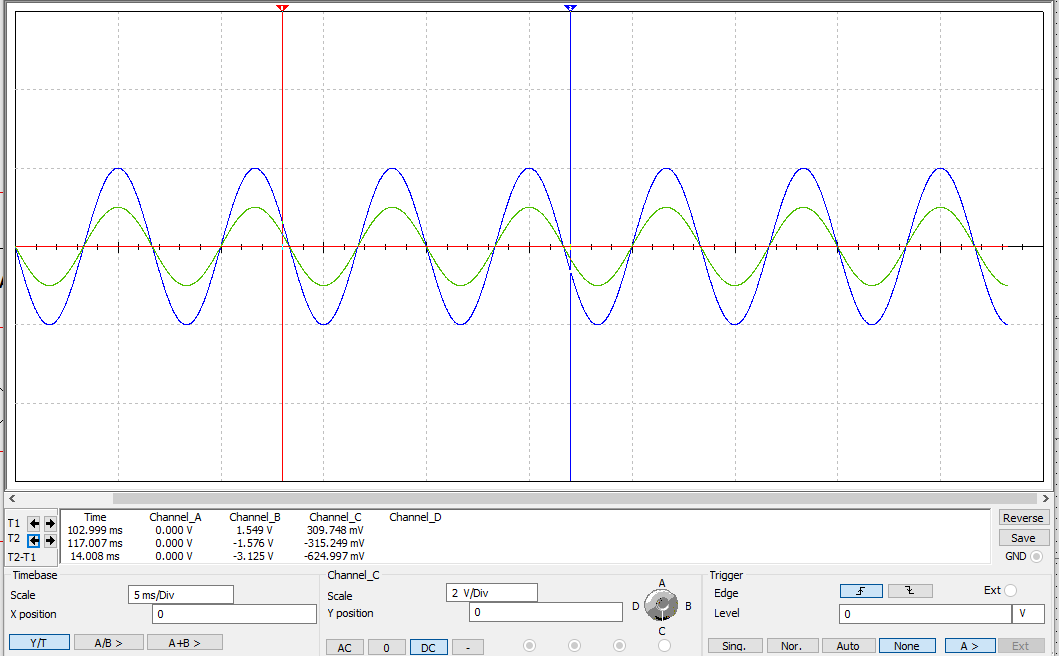 1 2
Time Channel_A Channel_B Channel_C Channel_D
T1 102.999 ms 0.000 V 1.549 V 309.748 mV
T2 117.007 ms 0.000 V -1.576 V -315.249 mV
T2-T1 14.008 ms 0.000 V -3.125 V -624.997 mV
Reverse
Save
GND
Timebase
Scale 5 ms/Div
X position 0
Y/T A/B > A+B >
Channel_C
Scale 2 V/Div
Y position 0
AC 0 DC -
A
D B
C
Trigger
Edge Ext
Level 0 V
Sing. Nor. Auto None A > Ext